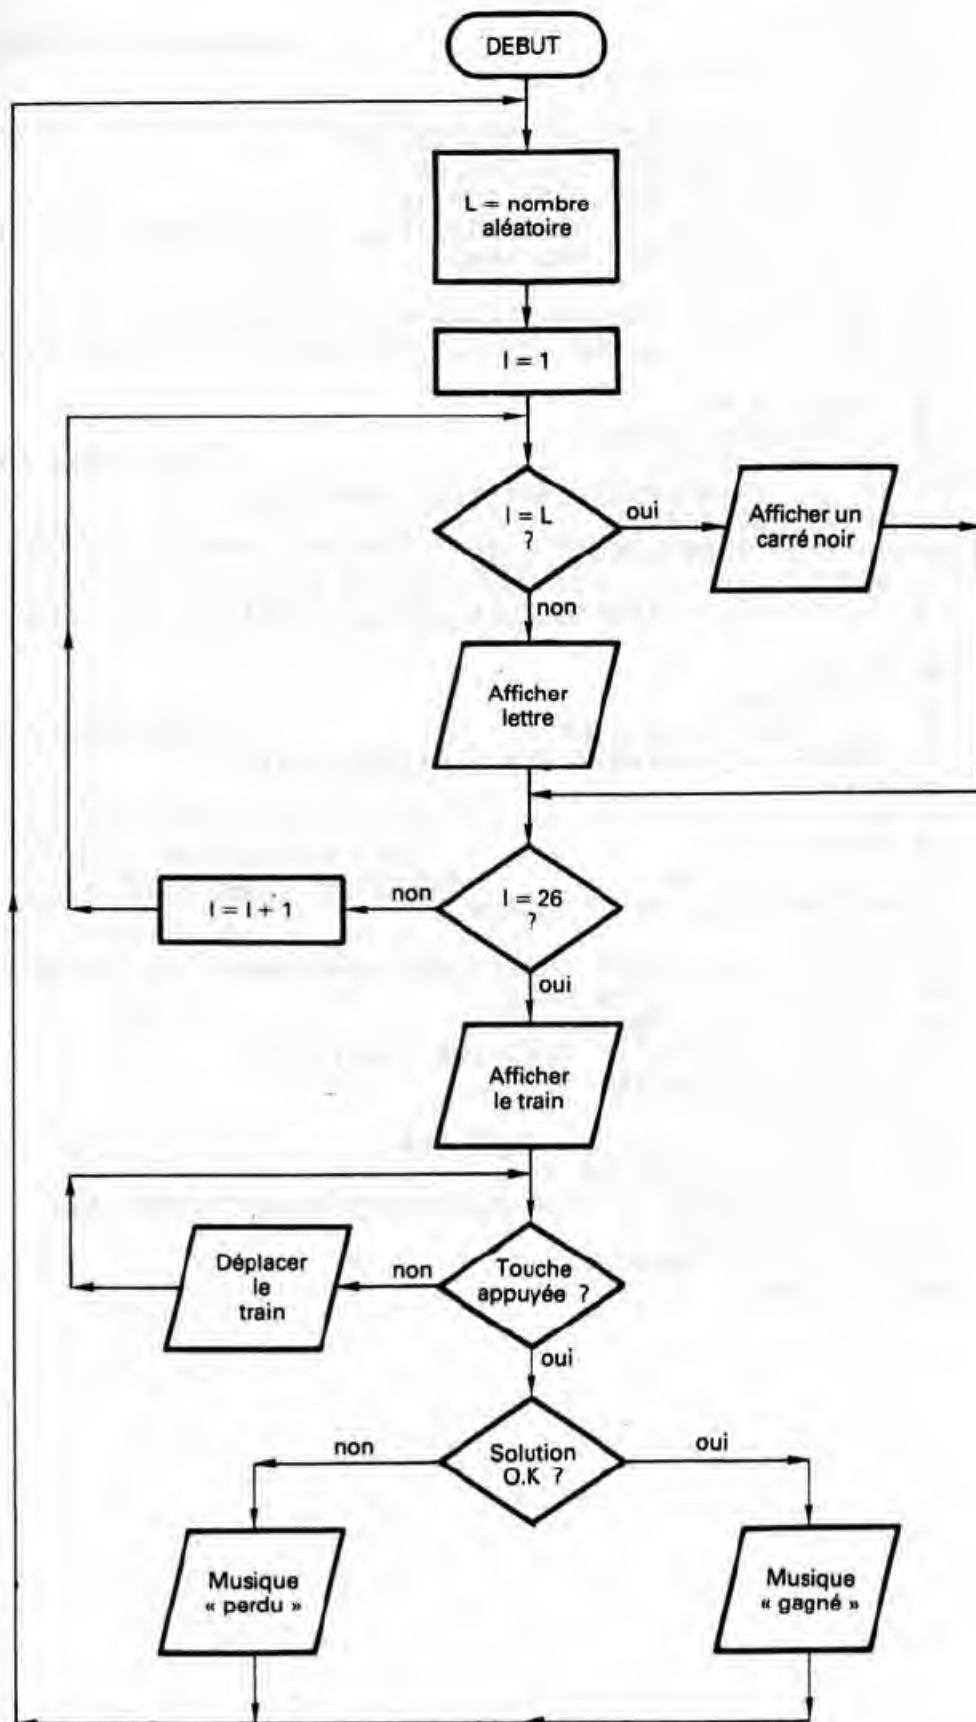 DEBUT
L = nombre
aléatoire
I = 1
I = L
?
oui
Afficher un
carré noir
non
Afficher
lettre
I = I + 1
non
I = 26
?
oui
Afficher
le train
Déplacer
le
train
non
Touche
appuyée ?
oui
non
Solution
O.K ?
oui
Musique
« perdu »
Musique
« gagné »